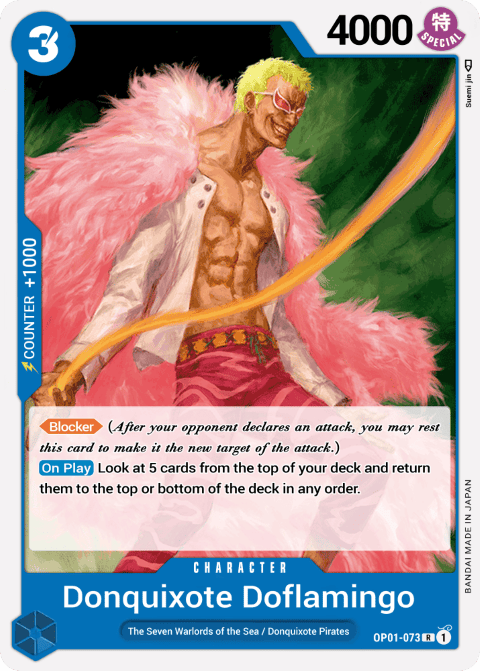 3
4000
特
SPECIAL
Suemi jin
COUNTER +1000
Blocker (After your opponent declares an attack, you may rest
this card to make it the new target of the attack.)
On Play Look at 5 cards from the top of your deck and return
them to the top or bottom of the deck in any order.
BANDAI MADE IN JAPAN
CHARACTER
Donquixote Doflamingo
The Seven Warlords of the Sea / Donquixote Pirates
OP01-073 R 1